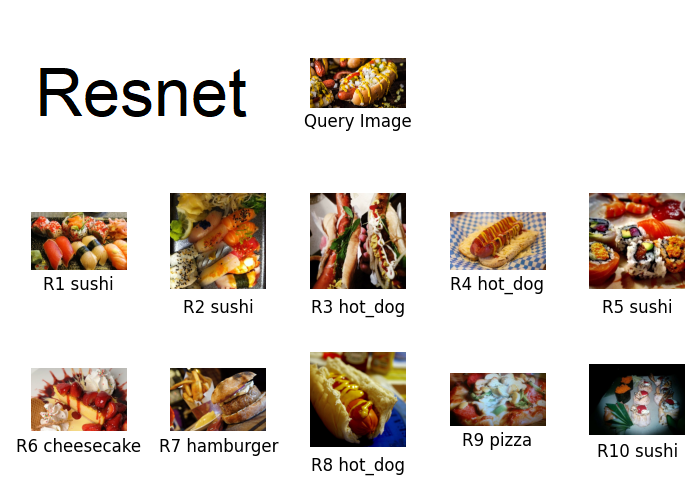 Resnet
Query Image
R1 sushi
R2 sushi
R3 hot_dog
R4 hot_dog
R5 sushi
R6 cheesecake
R7 hamburger
R8 hot_dog
R9 pizza
R10 sushi